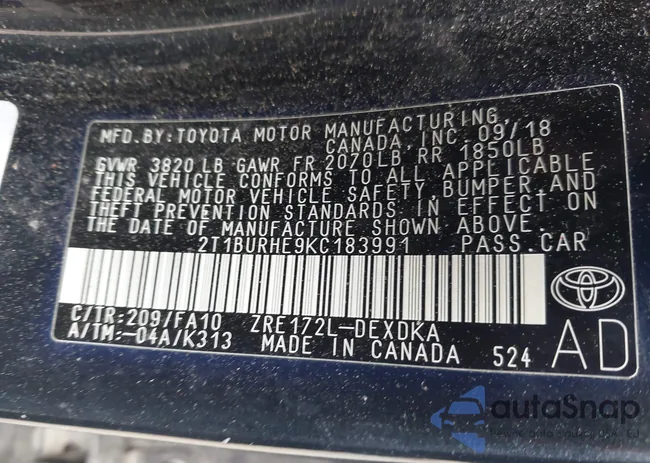 MFD.BY:TOYOTA MOTOR MANUFACTURING,
CANADA, INC. 09/18
GVWR 3820 LB GAWR FR 2070LB RR 1850LB
THIS VEHICLE CONFORMS TO ALL APPLICABLE
FEDERAL MOTOR VEHICLE SAFETY, BUMPER, AND
THEFT PREVENTION STANDARDS IN EFFECT ON
THE DATE OF MANUFACTURE SHOWN ABOVE.
2T1BURHE9KC183991 PASS.CAR
C/TR:209/FA10 ZRE172L-DEXDKA
A/TM:-04A/K313 MADE IN CANADA 524
AD
autaSnap